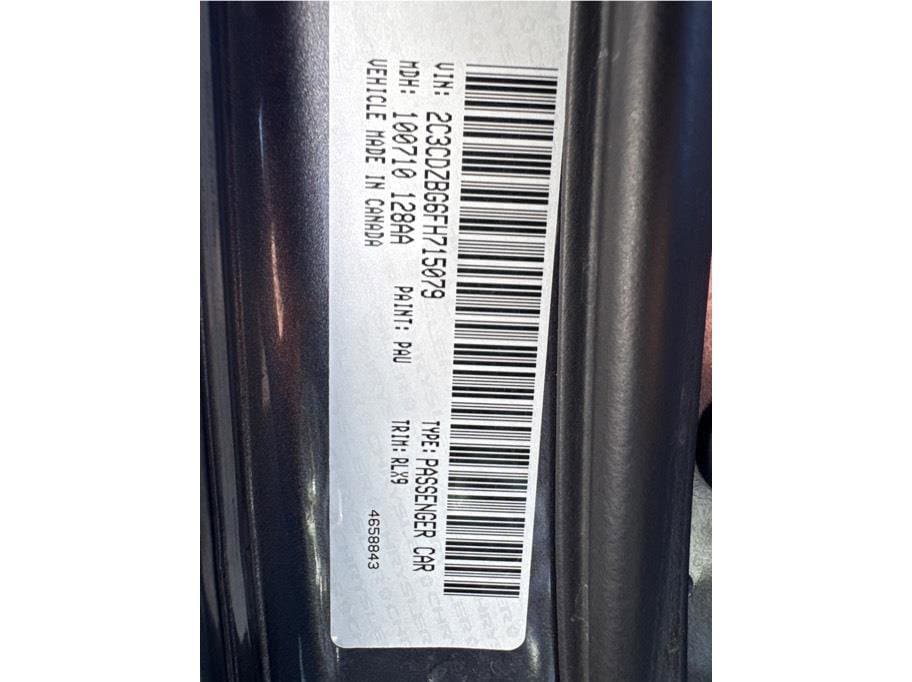 VIN: 2C3CDZBG6FH715079 TYPE: PASSENGER CAR
MDH: 100710 128AA PAINT: PAU TRIM: RLX9
VEHICLE MADE IN CANADA 4658843